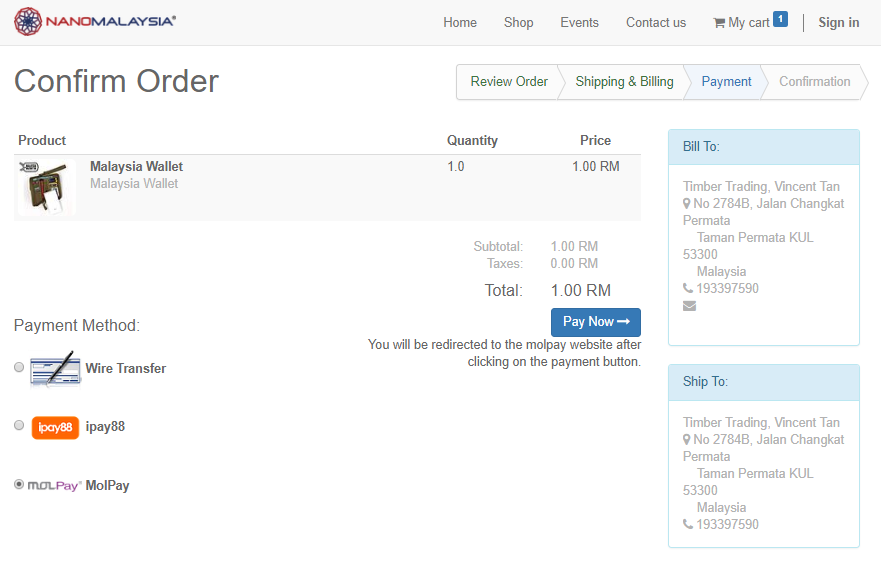 NANOMALAYSIA
Home Shop Events Contact us My cart 1 Sign in
Confirm Order
Review Order Shipping & Billing Payment Confirmation
Product Quantity Price
Malaysia Wallet 1.0 1.00 RM
Malaysia Wallet
Subtotal: 1.00 RM
Taxes: 0.00 RM
Total: 1.00 RM
Pay Now
You will be redirected to the molpay website after
clicking on the payment button.
Payment Method:
Wire Transfer
ipay88 ipay88
MOLPay MolPay
Bill To:
Timber Trading, Vincent Tan
No 2784B, Jalan Changkat
Permata
Taman Permata KUL
53300
Malaysia
193397590
Ship To:
Timber Trading, Vincent Tan
No 2784B, Jalan Changkat
Permata
Taman Permata KUL
53300
Malaysia
193397590